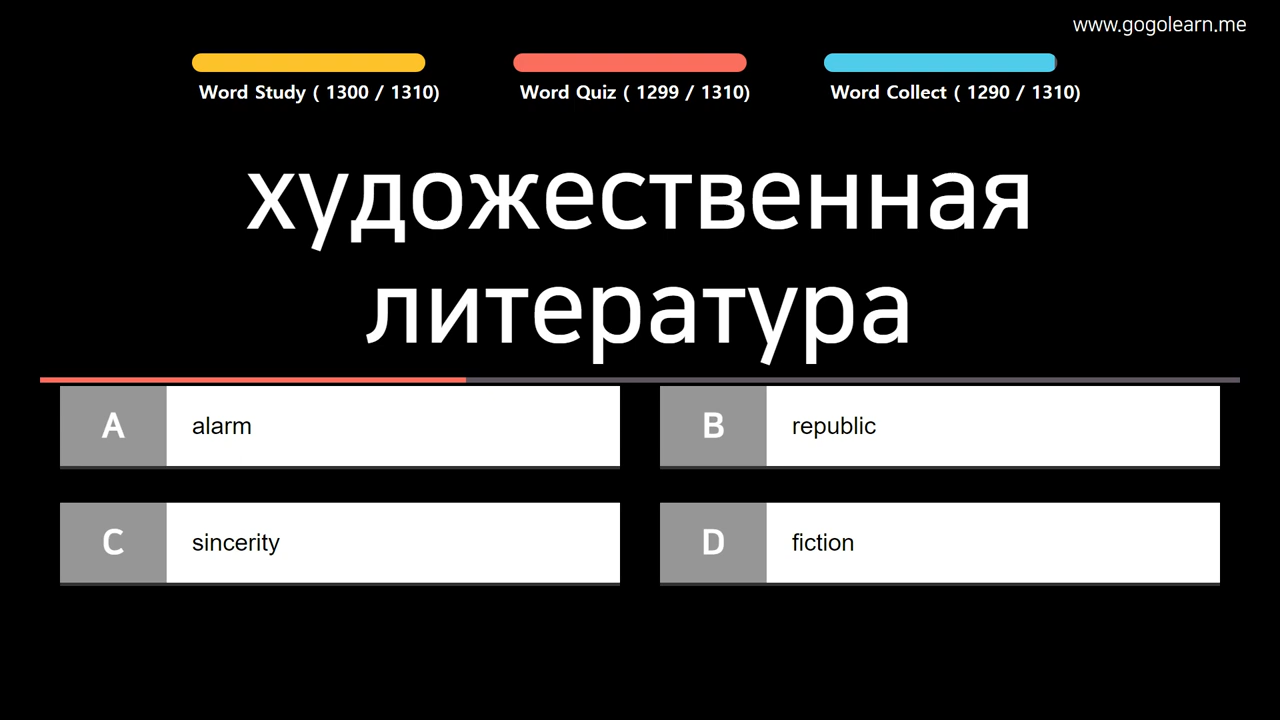 www.gogolearn.me
Word Study ( 1300 / 1310)
Word Quiz ( 1299 / 1310)
Word Collect ( 1290 / 1310)
художественная
литература
A
alarm
B
republic
C
sincerity
D
fiction